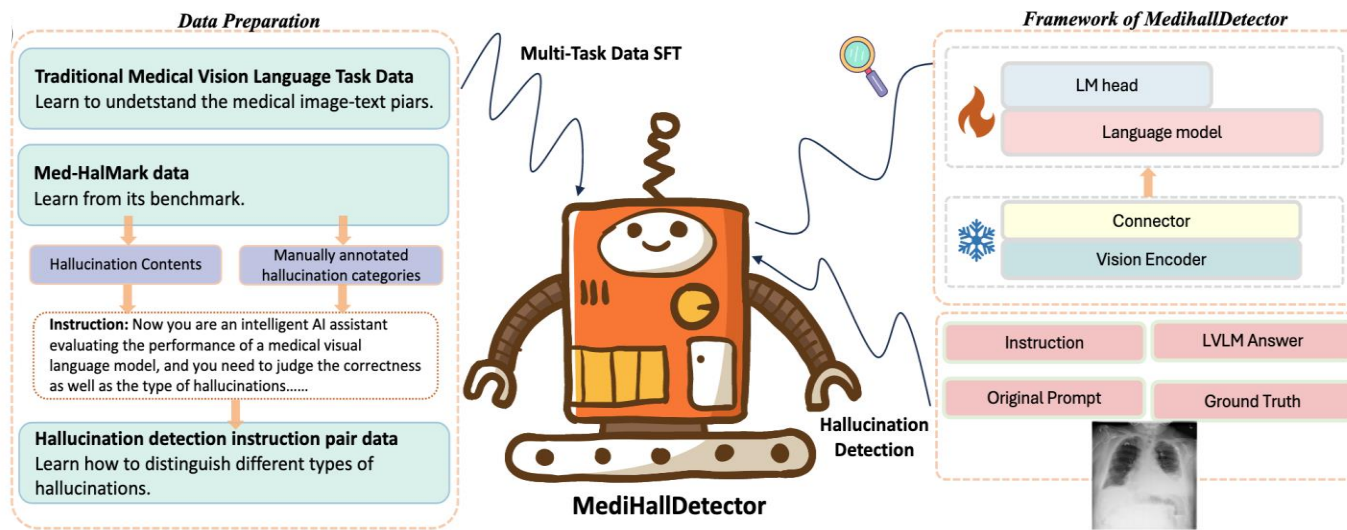 Data Preparation
Traditional Medical Vision Language Task Data
Learn to undetstand the medical image-text piars.
Med-HalMark data
Learn from its benchmark.
Hallucination Contents
Manually annotated
hallucination categories
Instruction: Now you are an intelligent AI assistant
evaluating the performance of a medical visual
language model, and you need to judge the correctness
as well as the type of hallucinations......
Hallucination detection instruction pair data
Learn how to distinguish different types of
hallucinations.
Multi-Task Data SFT
MediHallDetector
Hallucination
Detection
Framework of MedihallDetector
LM head
Language model
Connector
Vision Encoder
Instruction
LVLM Answer
Original Prompt
Ground Truth